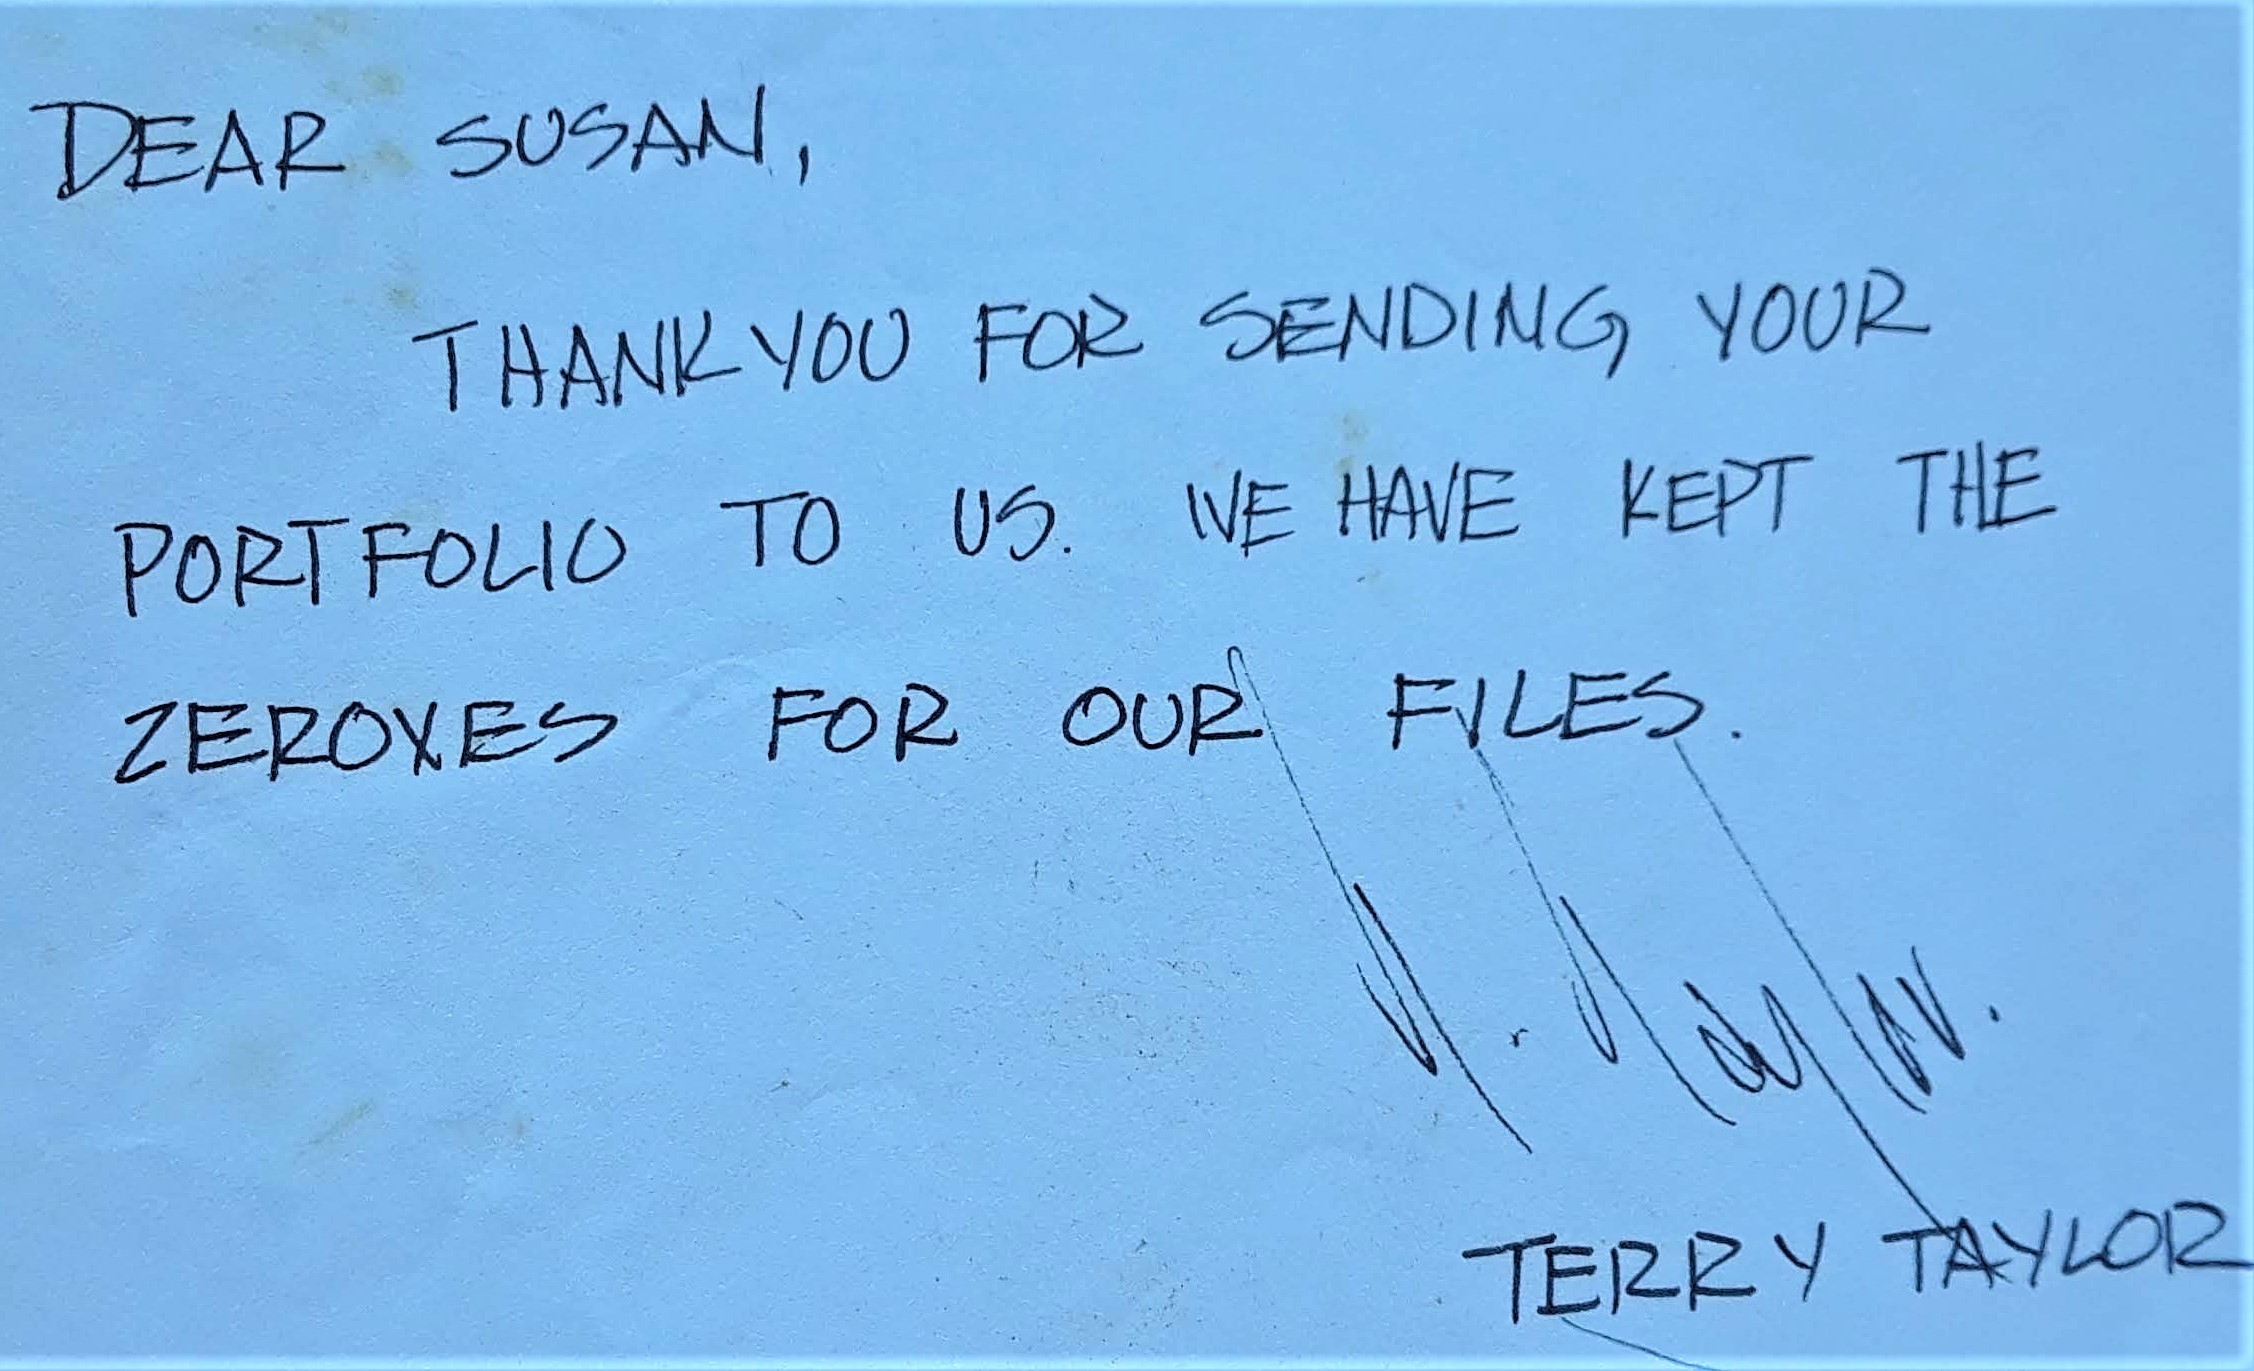 DEAR SUSAN,
THANK YOU FOR SENDING YOUR
PORTFOLIO TO US. WE HAVE KEPT THE
ZEROXES FOR OUR FILES.
TERRY TAYLOR